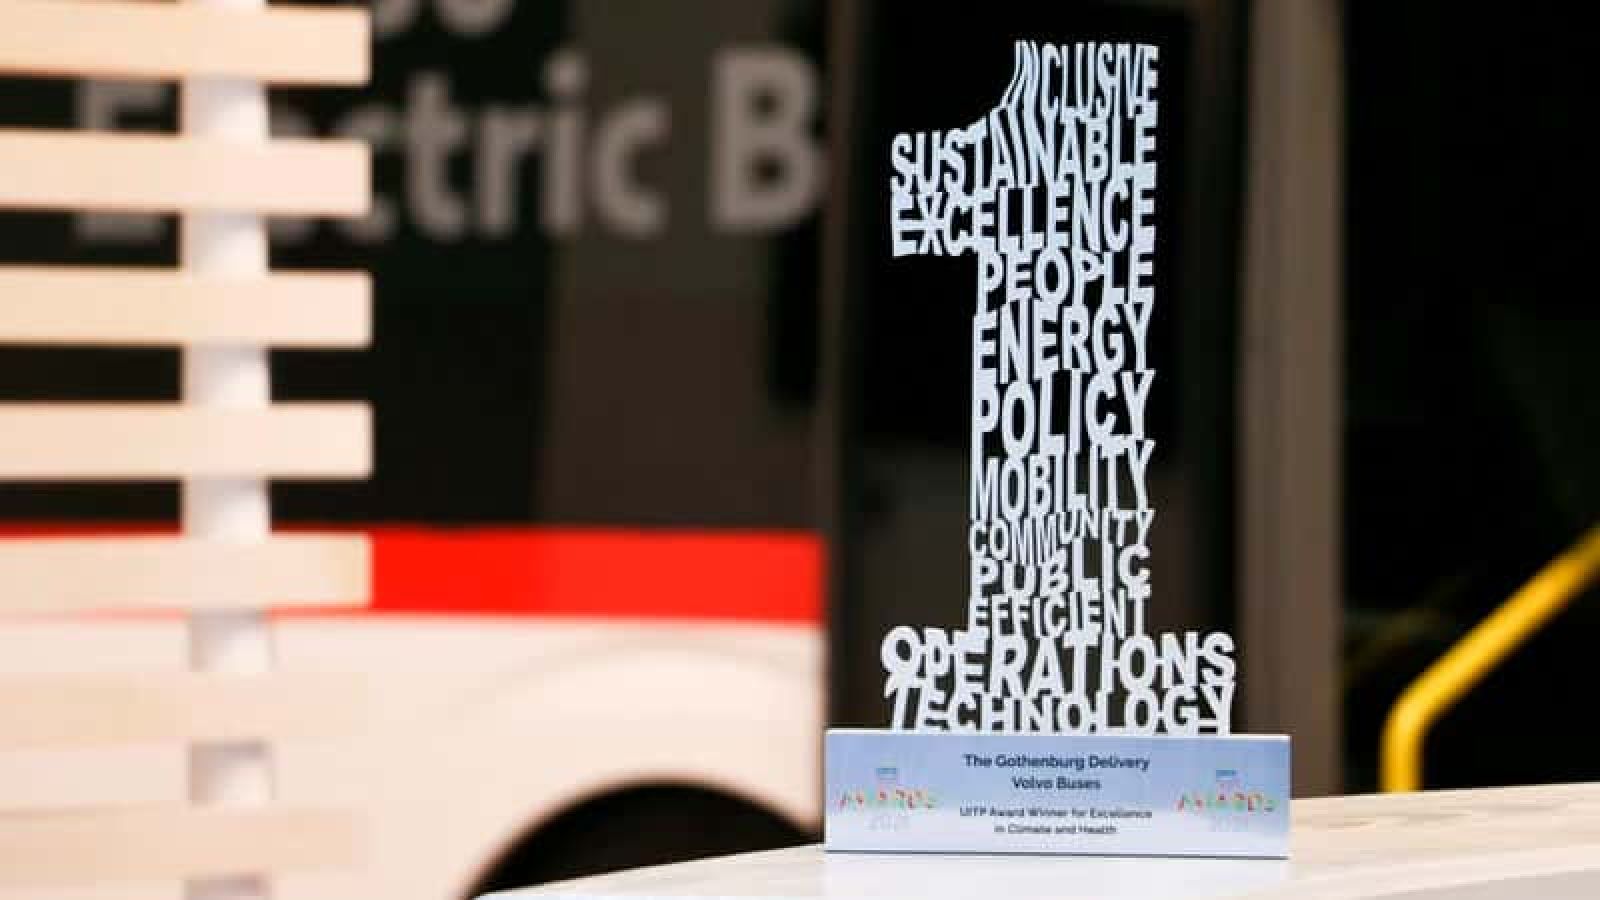 Electric B
INCLUSIVE
SUSTAINABLE
EXCELLENCE
PEOPLE
ENERGY
POLICY
MOBILITY
COMMUNITY
PUBLIC
EFFICIENT
OPERATIONS
TECHNOLOGY
The Gothenburg Delivery
Volvo Buses
UITP Award Winner for Excellence
in Climate and Health
AWARDS
AWARDS